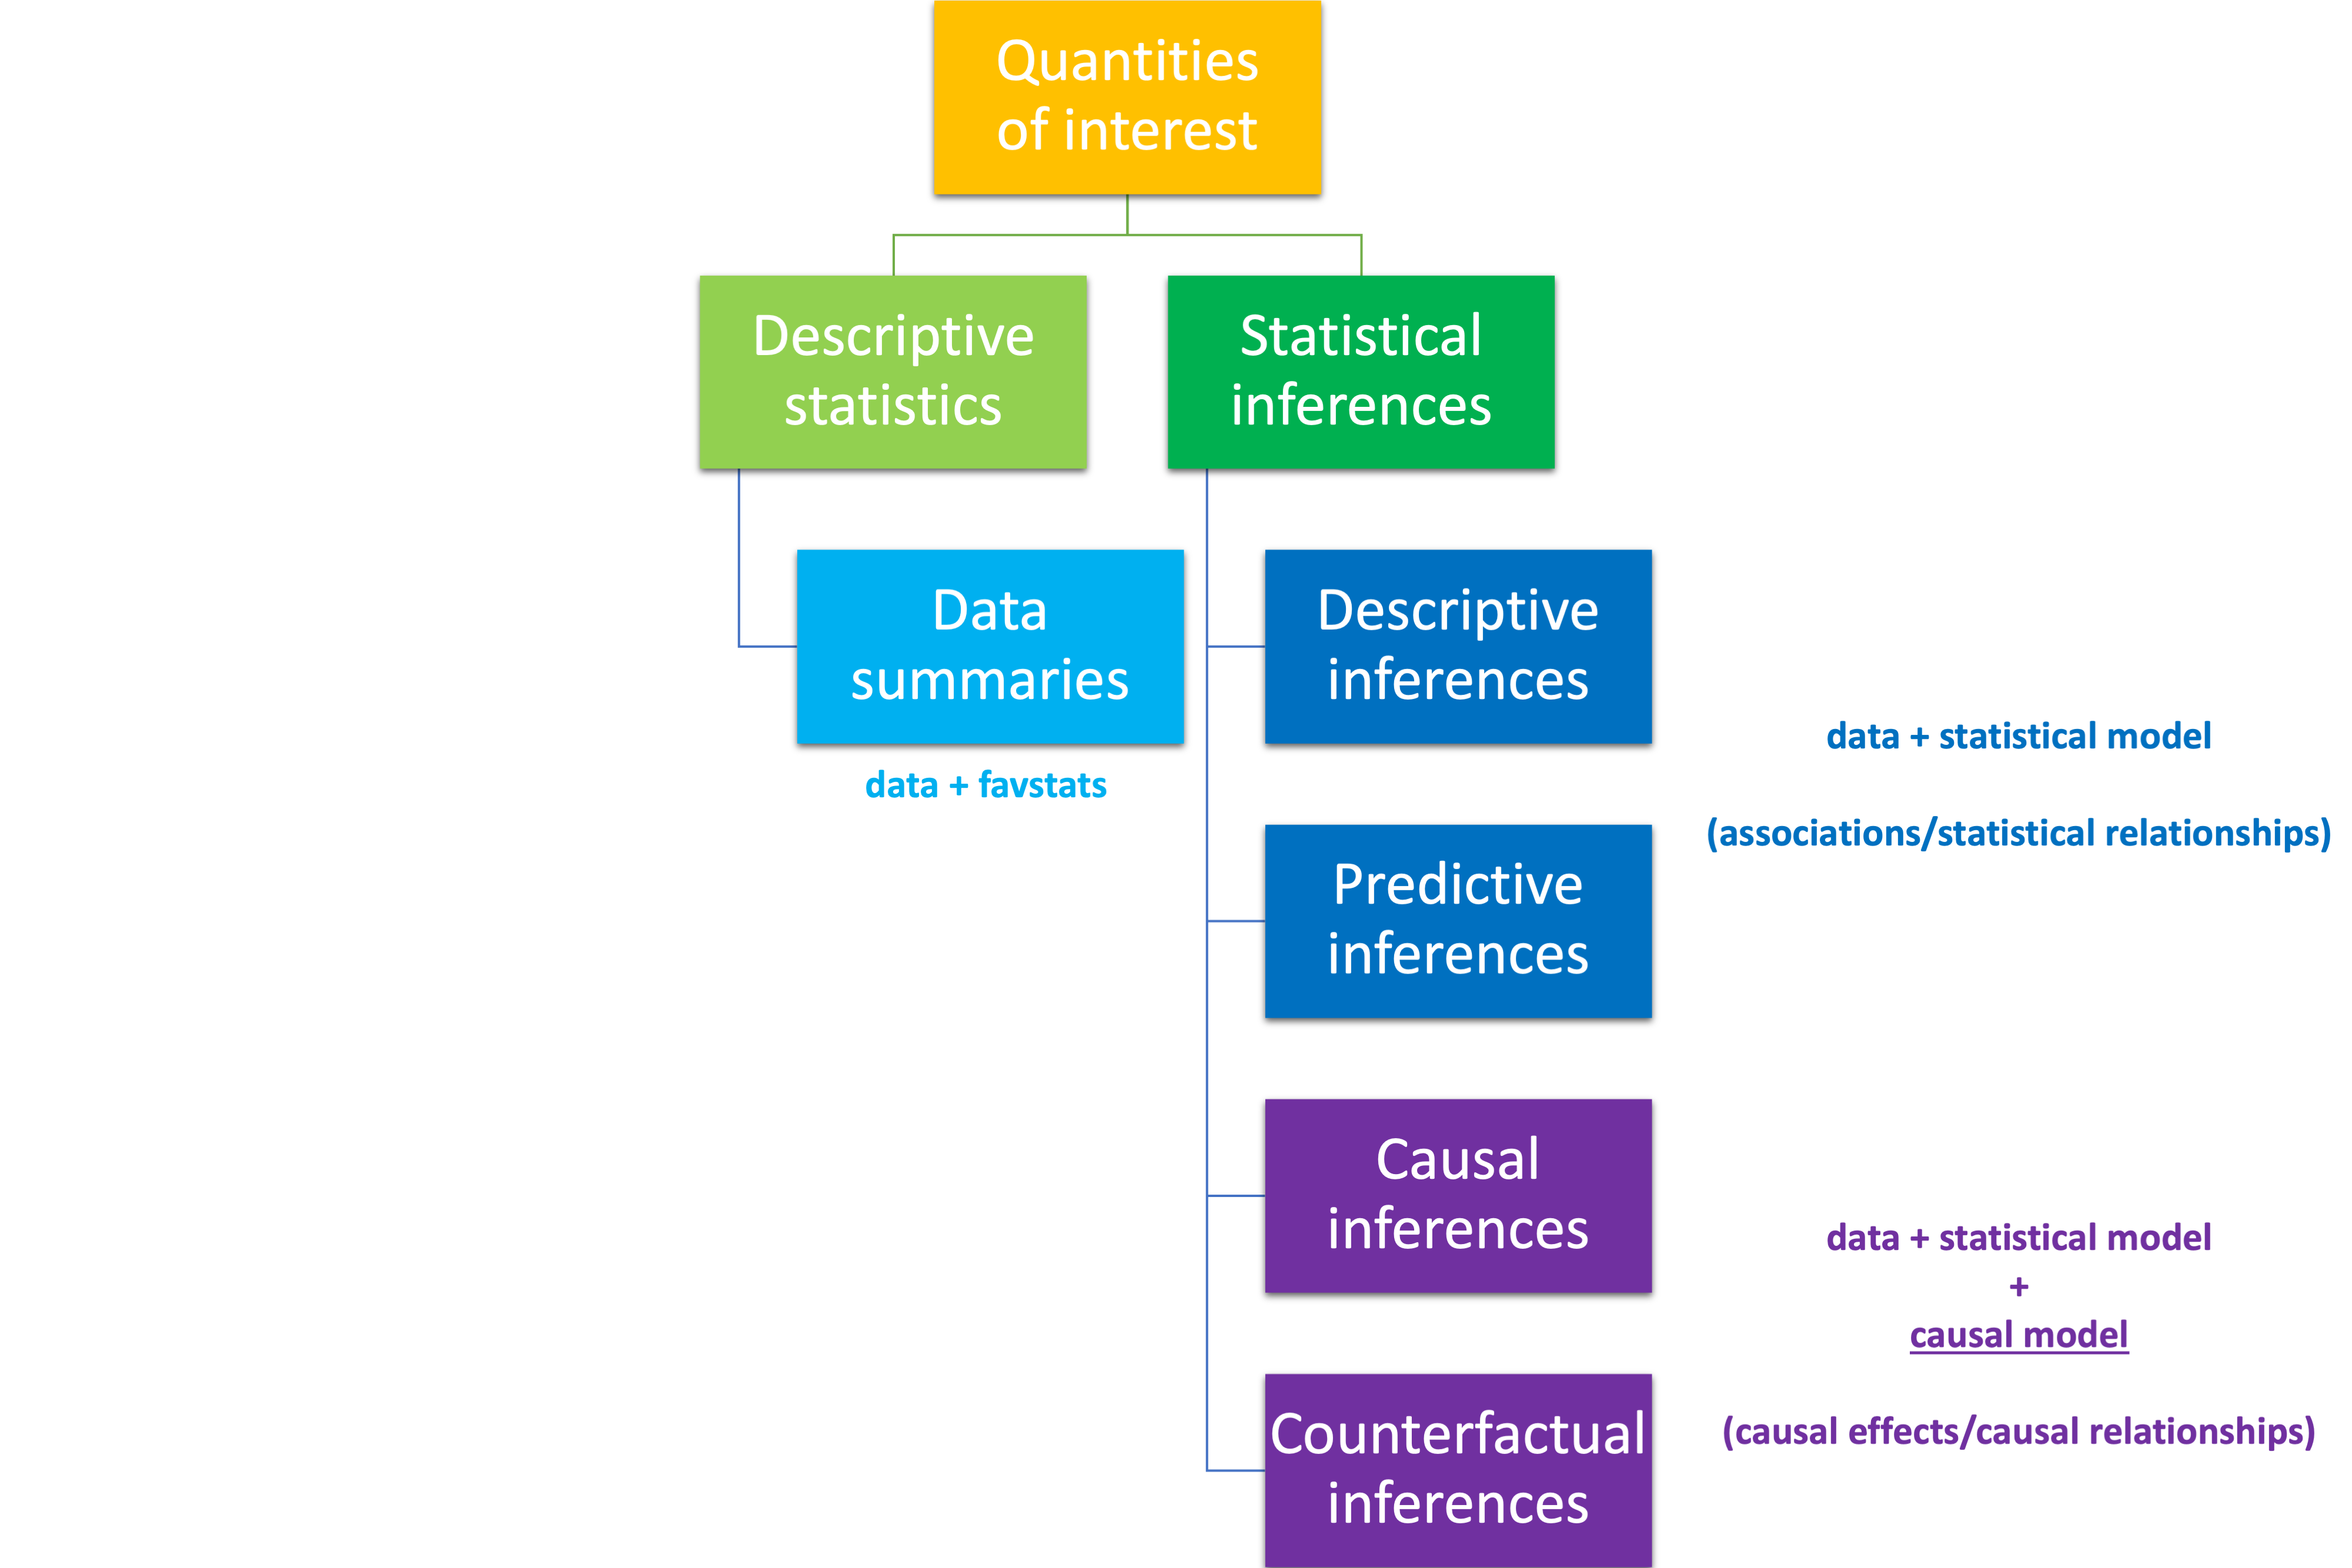 Quantities
of interest
Descriptive
statistics
Statistical
inferences
Data
summaries
data + favstats
Descriptive
inferences
data + statistical model
(associations/statistical relationships)
Predictive
inferences
Causal
inferences
data + statistical model
+
causal model
(causal effects/causal relationships)
Counterfactual
inferences